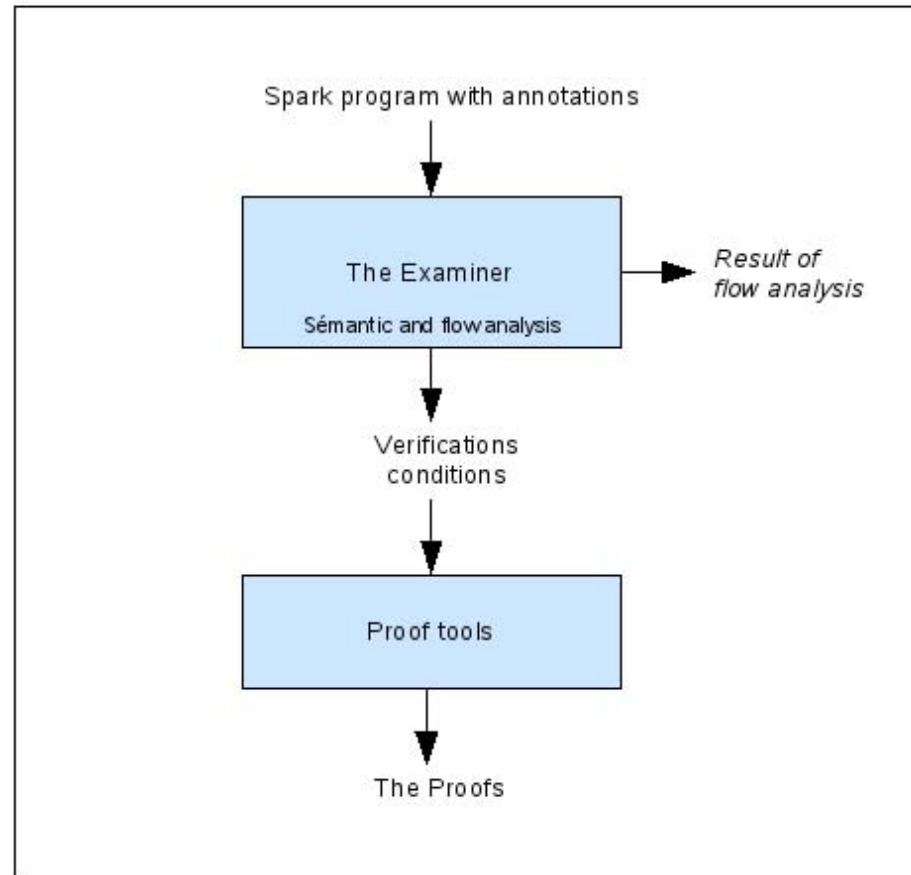 Spark program with annotations
The Examiner
Sémantic and flowanalysis
Result of
flow analysis
Verifications
conditions
Proof tools
The Proofs